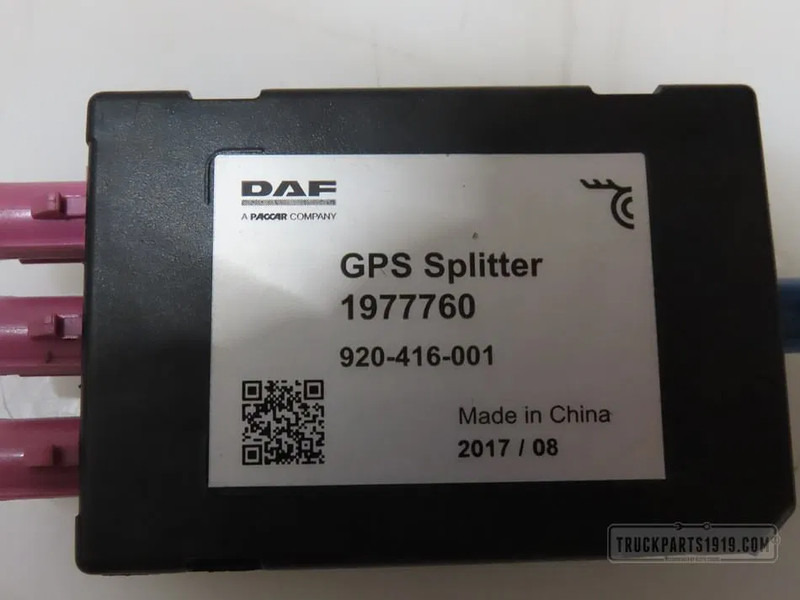 DAF
A PACCAR COMPANY
GPS Splitter
1977760
920-416-001
Made in China
2017 / 08
TRUCKPARTS1919.COM